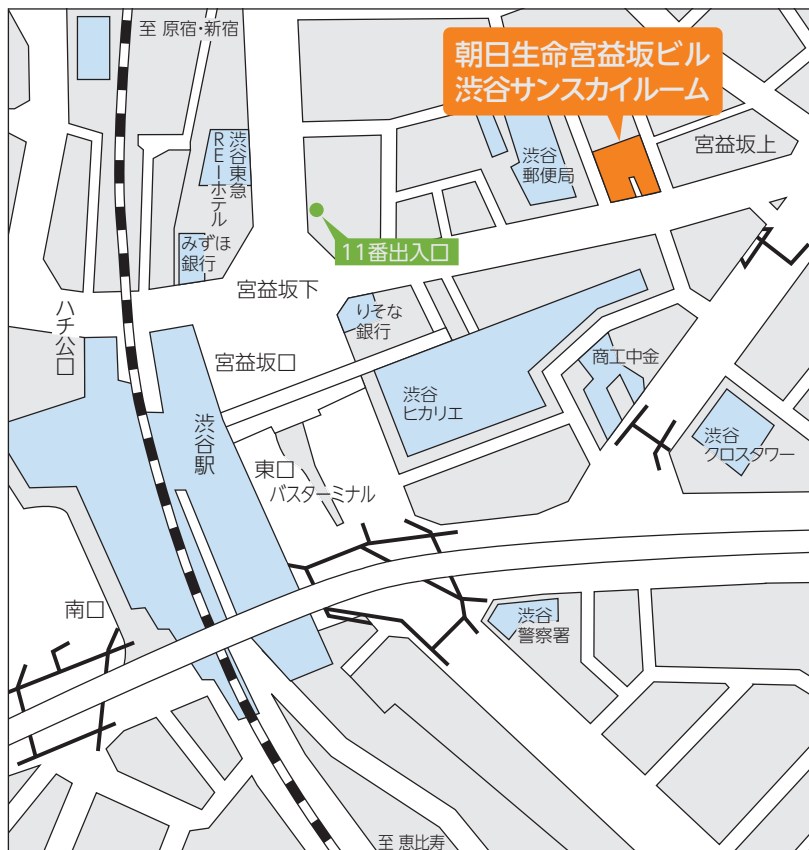 至 原宿・新宿
朝日生命宮益坂ビル
渋谷サンスカイルーム
渋谷東急
REIホテル
渋谷
郵便局
宮益坂上
みずほ
銀行
11番出入口
宮益坂下
ハチ公口
りそな
銀行
宮益坂口
商工中金
渋谷
ヒカリエ
渋谷駅
渋谷
クロスタワー
東口
バスターミナル
南口
渋谷
警察署
至 恵比寿